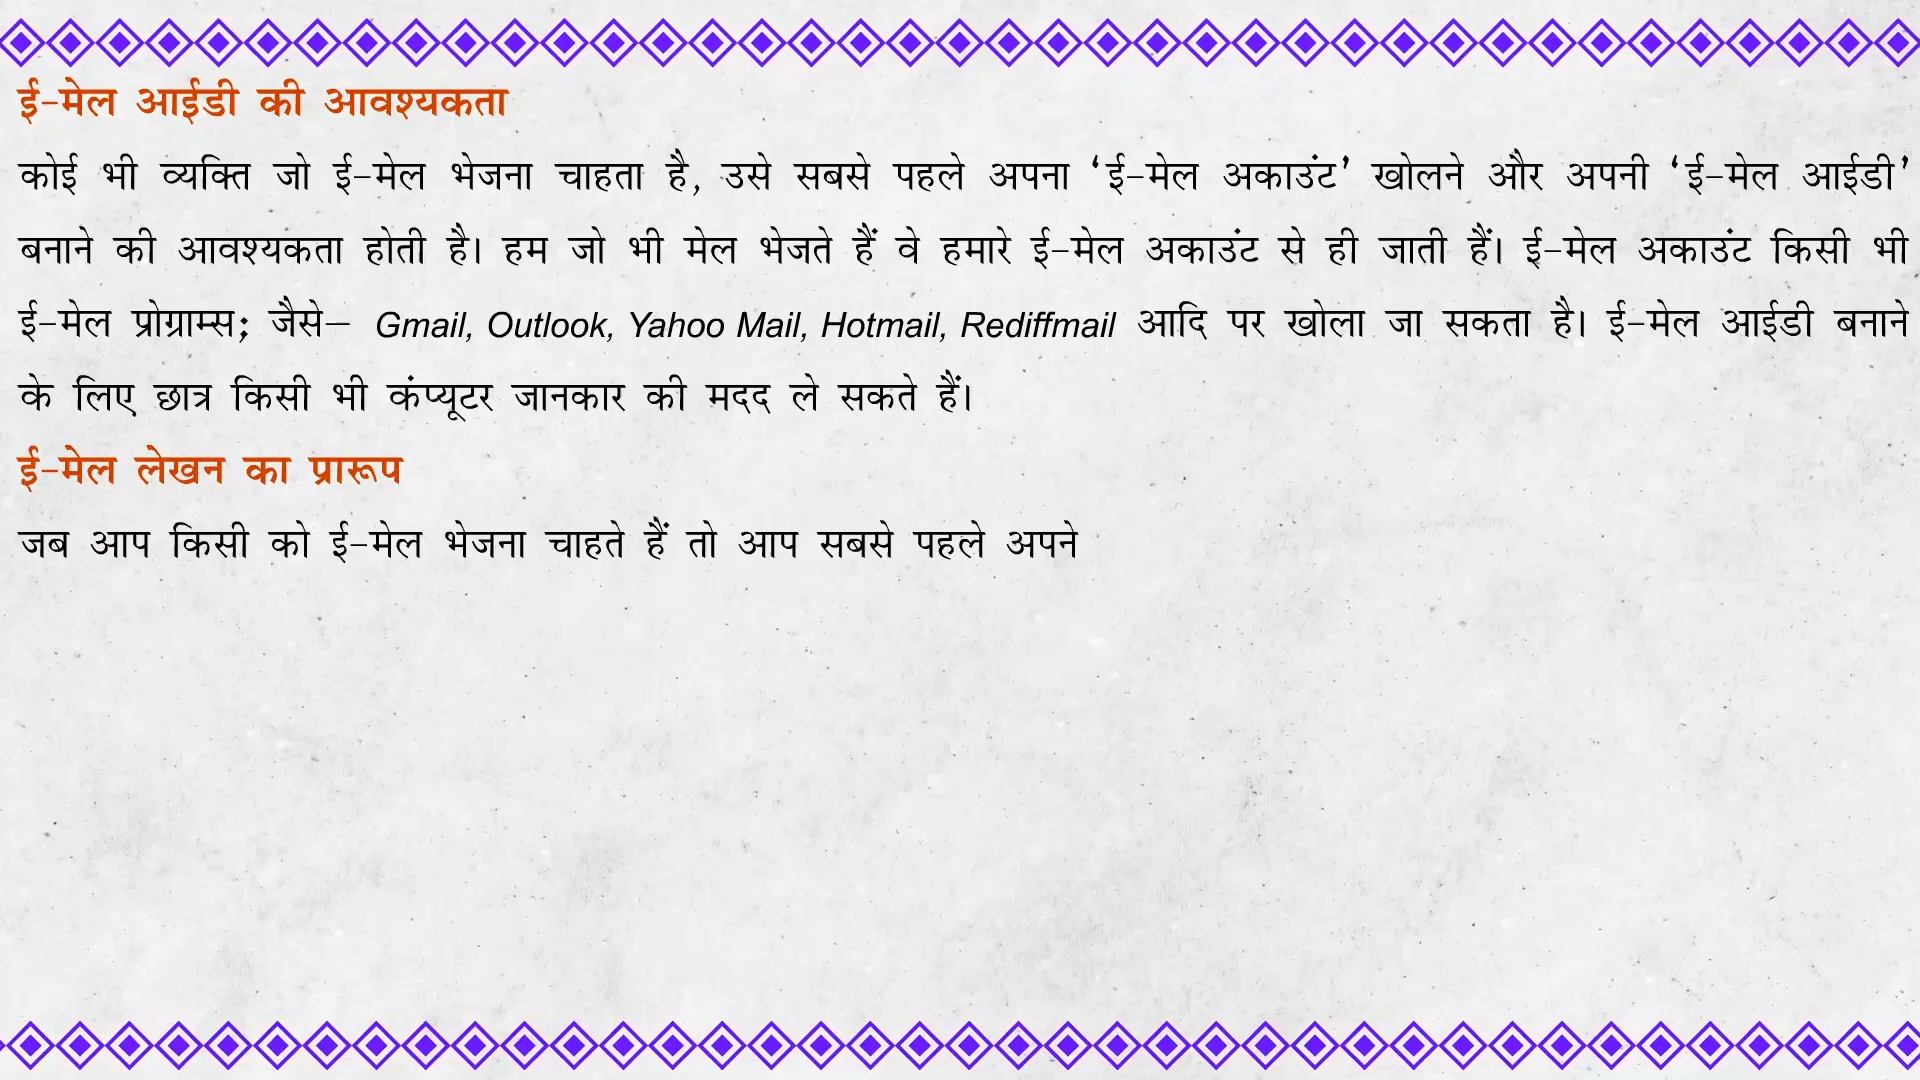 ई-मेल आईडी की आवश्यकता
कोई भी व्यक्ति जो ई-मेल भेजना चाहता है, उसे सबसे पहले अपना ‘ई-मेल अकाउंट’ खोलने और अपनी ‘ई-मेल आईडी’
बनाने की आवश्यकता होती है। हम जो भी मेल भेजते हैं वे हमारे ई-मेल अकाउंट से ही जाती हैं। ई-मेल अकाउंट किसी भी
ई-मेल प्रोग्राम्स; जैसे– Gmail, Outlook, Yahoo Mail, Hotmail, Rediffmail आदि पर खोला जा सकता है। ई-मेल आईडी बनाने
के लिए छात्र किसी भी कंप्यूटर जानकार की मदद ले सकते हैं।
ई-मेल लेखन का प्रारूप
जब आप किसी को ई-मेल भेजना चाहते हैं तो आप सबसे पहले अपने